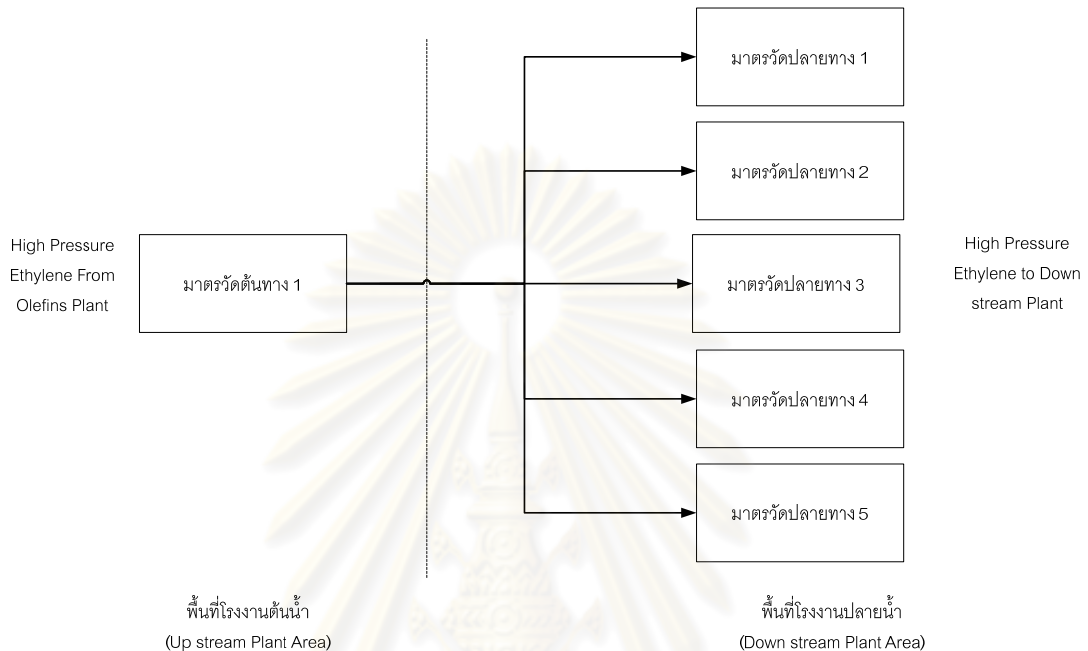 มาตรวัดปลายทาง 1
มาตรวัดปลายทาง 2
High Pressure
Ethylene From
Olefins Plant
มาตรวัดต้นทาง 1
มาตรวัดปลายทาง 3
High Pressure
Ethylene to Down
stream Plant
มาตรวัดปลายทาง 4
มาตรวัดปลายทาง 5
พื้นที่โรงงานต้นน้ำ
(Up stream Plant Area)
พื้นที่โรงงานปลายน้ำ
(Down stream Plant Area)